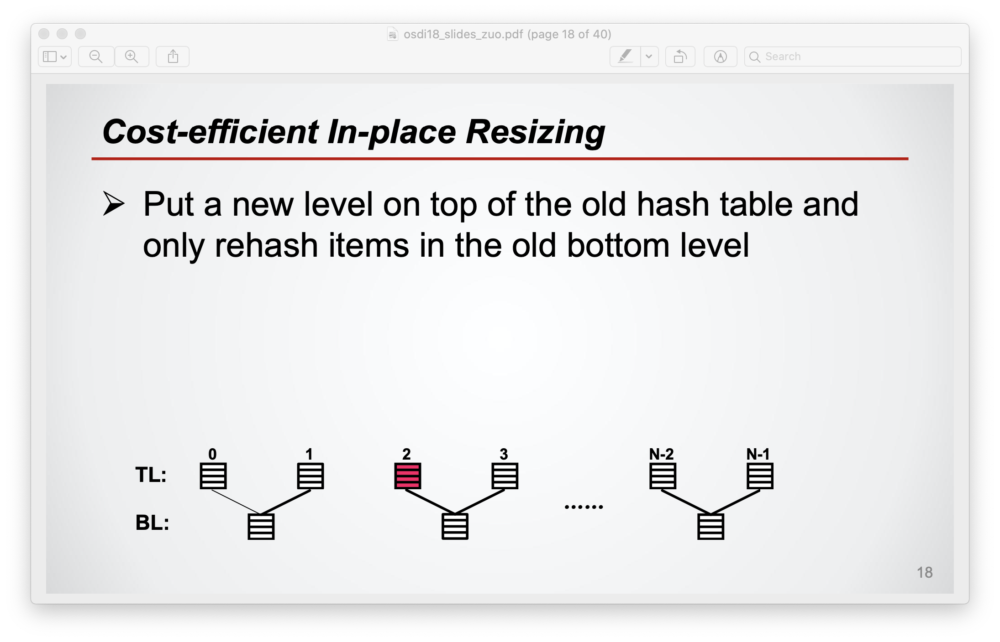 osdi18_slides_zuo.pdf (page 18 of 40)
Search
Cost-efficient In-place Resizing
Put a new level on top of the old hash table and
only rehash items in the old bottom level
0 1 2 3 N-2 N-1
TL:
.......
BL:
18